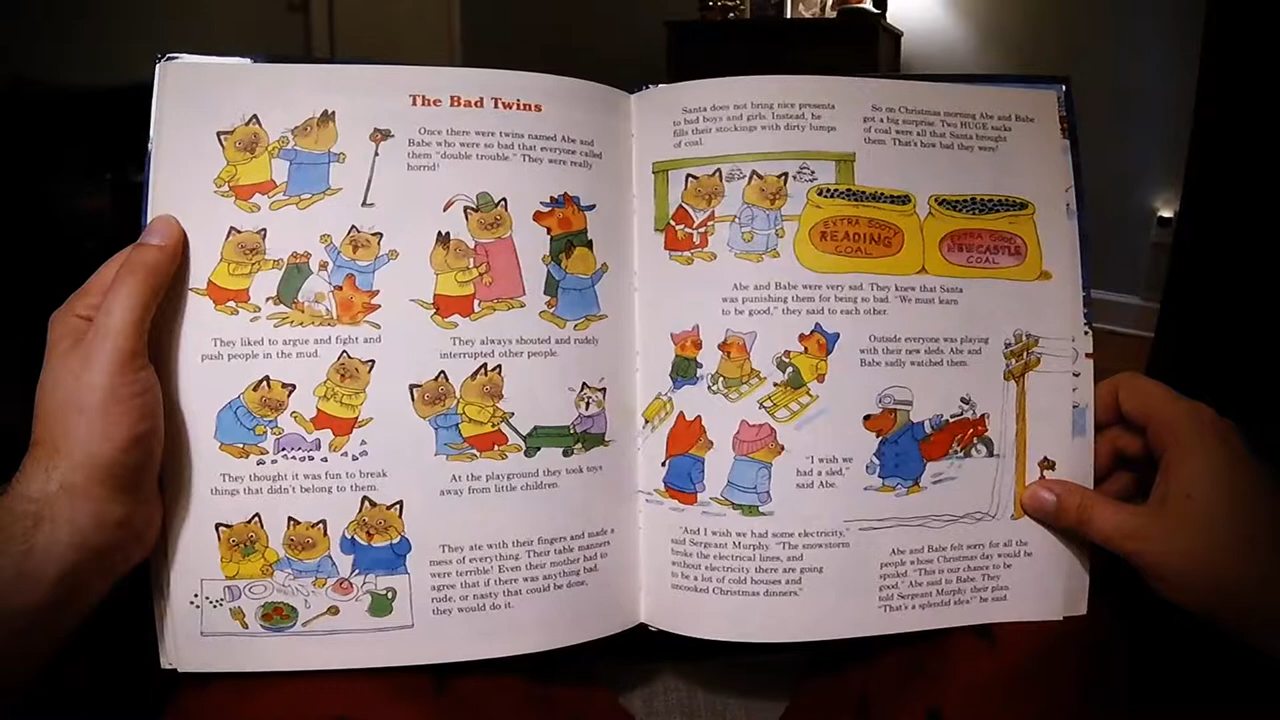 The Bad Twins
Once there were twins named Abe and
Babe who were so bad that everyone called
them "double trouble." They were really
horrid!
They liked to argue and fight and
push people in the mud.
They always shouted and rudely
interrupted other people.
They thought it was fun to break
things that didn't belong to them.
At the playground they took toys
away from little children.
They ate with their fingers and made a
mess of everything. Their table manners
were terrible! Even their mother had to
agree that if there was anything bad,
rude, or nasty that could be done,
they would do it.
Santa does not bring nice presents
to bad boys and girls. Instead, he
fills their stockings with dirty lumps
of coal.
So on Christmas morning Abe and Babe
got a big surprise. Two HUGE sacks
of coal were all that Santa brought
them. That's how bad they were!
EXTRA SOOTY
READING
COAL
EXTRA GOOD
NEWCASTLE
COAL
Abe and Babe were very sad. They knew that Santa
was punishing them for being so bad. "We must learn
to be good," they said to each other.
Outside everyone was playing
with their new sleds. Abe and
Babe sadly watched them.
"I wish we
had a sled,"
said Abe.
"And I wish we had some electricity,"
said Sergeant Murphy. "The snowstorm
broke the electrical lines, and
without electricity there are going
to be a lot of cold houses and
uncooked Christmas dinners."
Abe and Babe felt sorry for all the
people whose Christmas day would be
spoiled. "This is our chance to be
good," Abe said to Babe. They
told Sergeant Murphy their plan.
"That's a splendid idea!" he said.